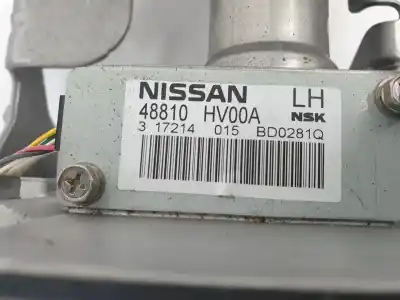 NISSAN LH
48810 HV00A NSK
3 17214 015 BD0281Q